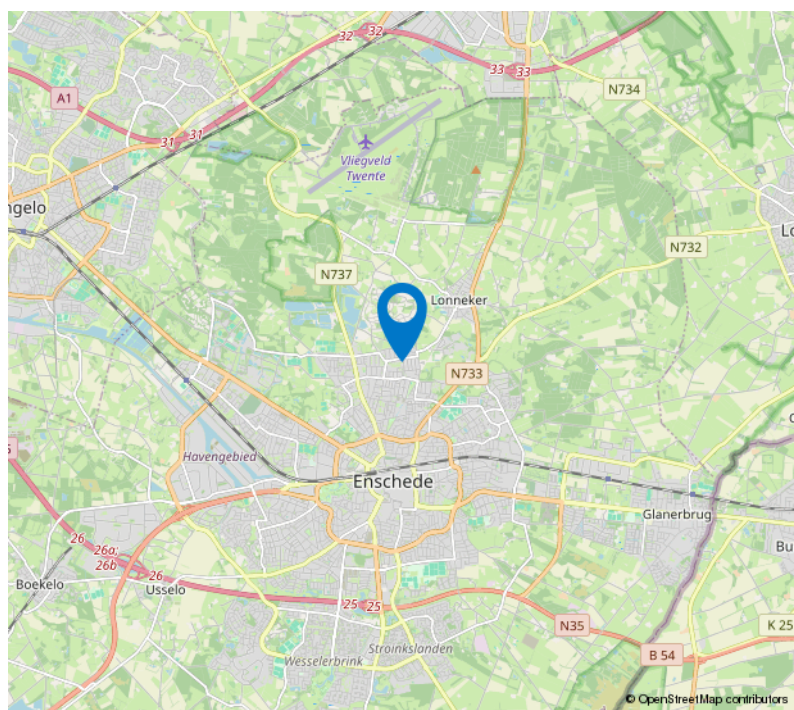 32
32
33
33
A1
N734
31
31
Vliegveld
Twente
ngelo
Lo
N732
N737
Lonneker
N733
Havengebied
Enschede
Glanerbrug
26
26a;
26b
26
Boekelo
Usselo
25
25
Bu
N35
K 25
Stroinkslanden
Wesselerbrink
B 54
© OpenStreetMap contributors